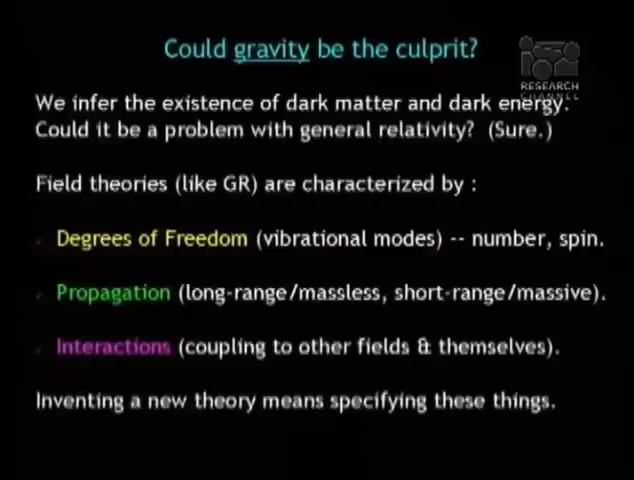 Could gravity be the culprit?
RESEARCH
CHANNEL
We infer the existence of dark matter and dark energy.
Could it be a problem with general relativity? (Sure.)
Field theories (like GR) are characterized by :
Degrees of Freedom (vibrational modes) -- number, spin.
Propagation (long-range/massless, short-range/massive).
Interactions (coupling to other fields & themselves).
Inventing a new theory means specifying these things.